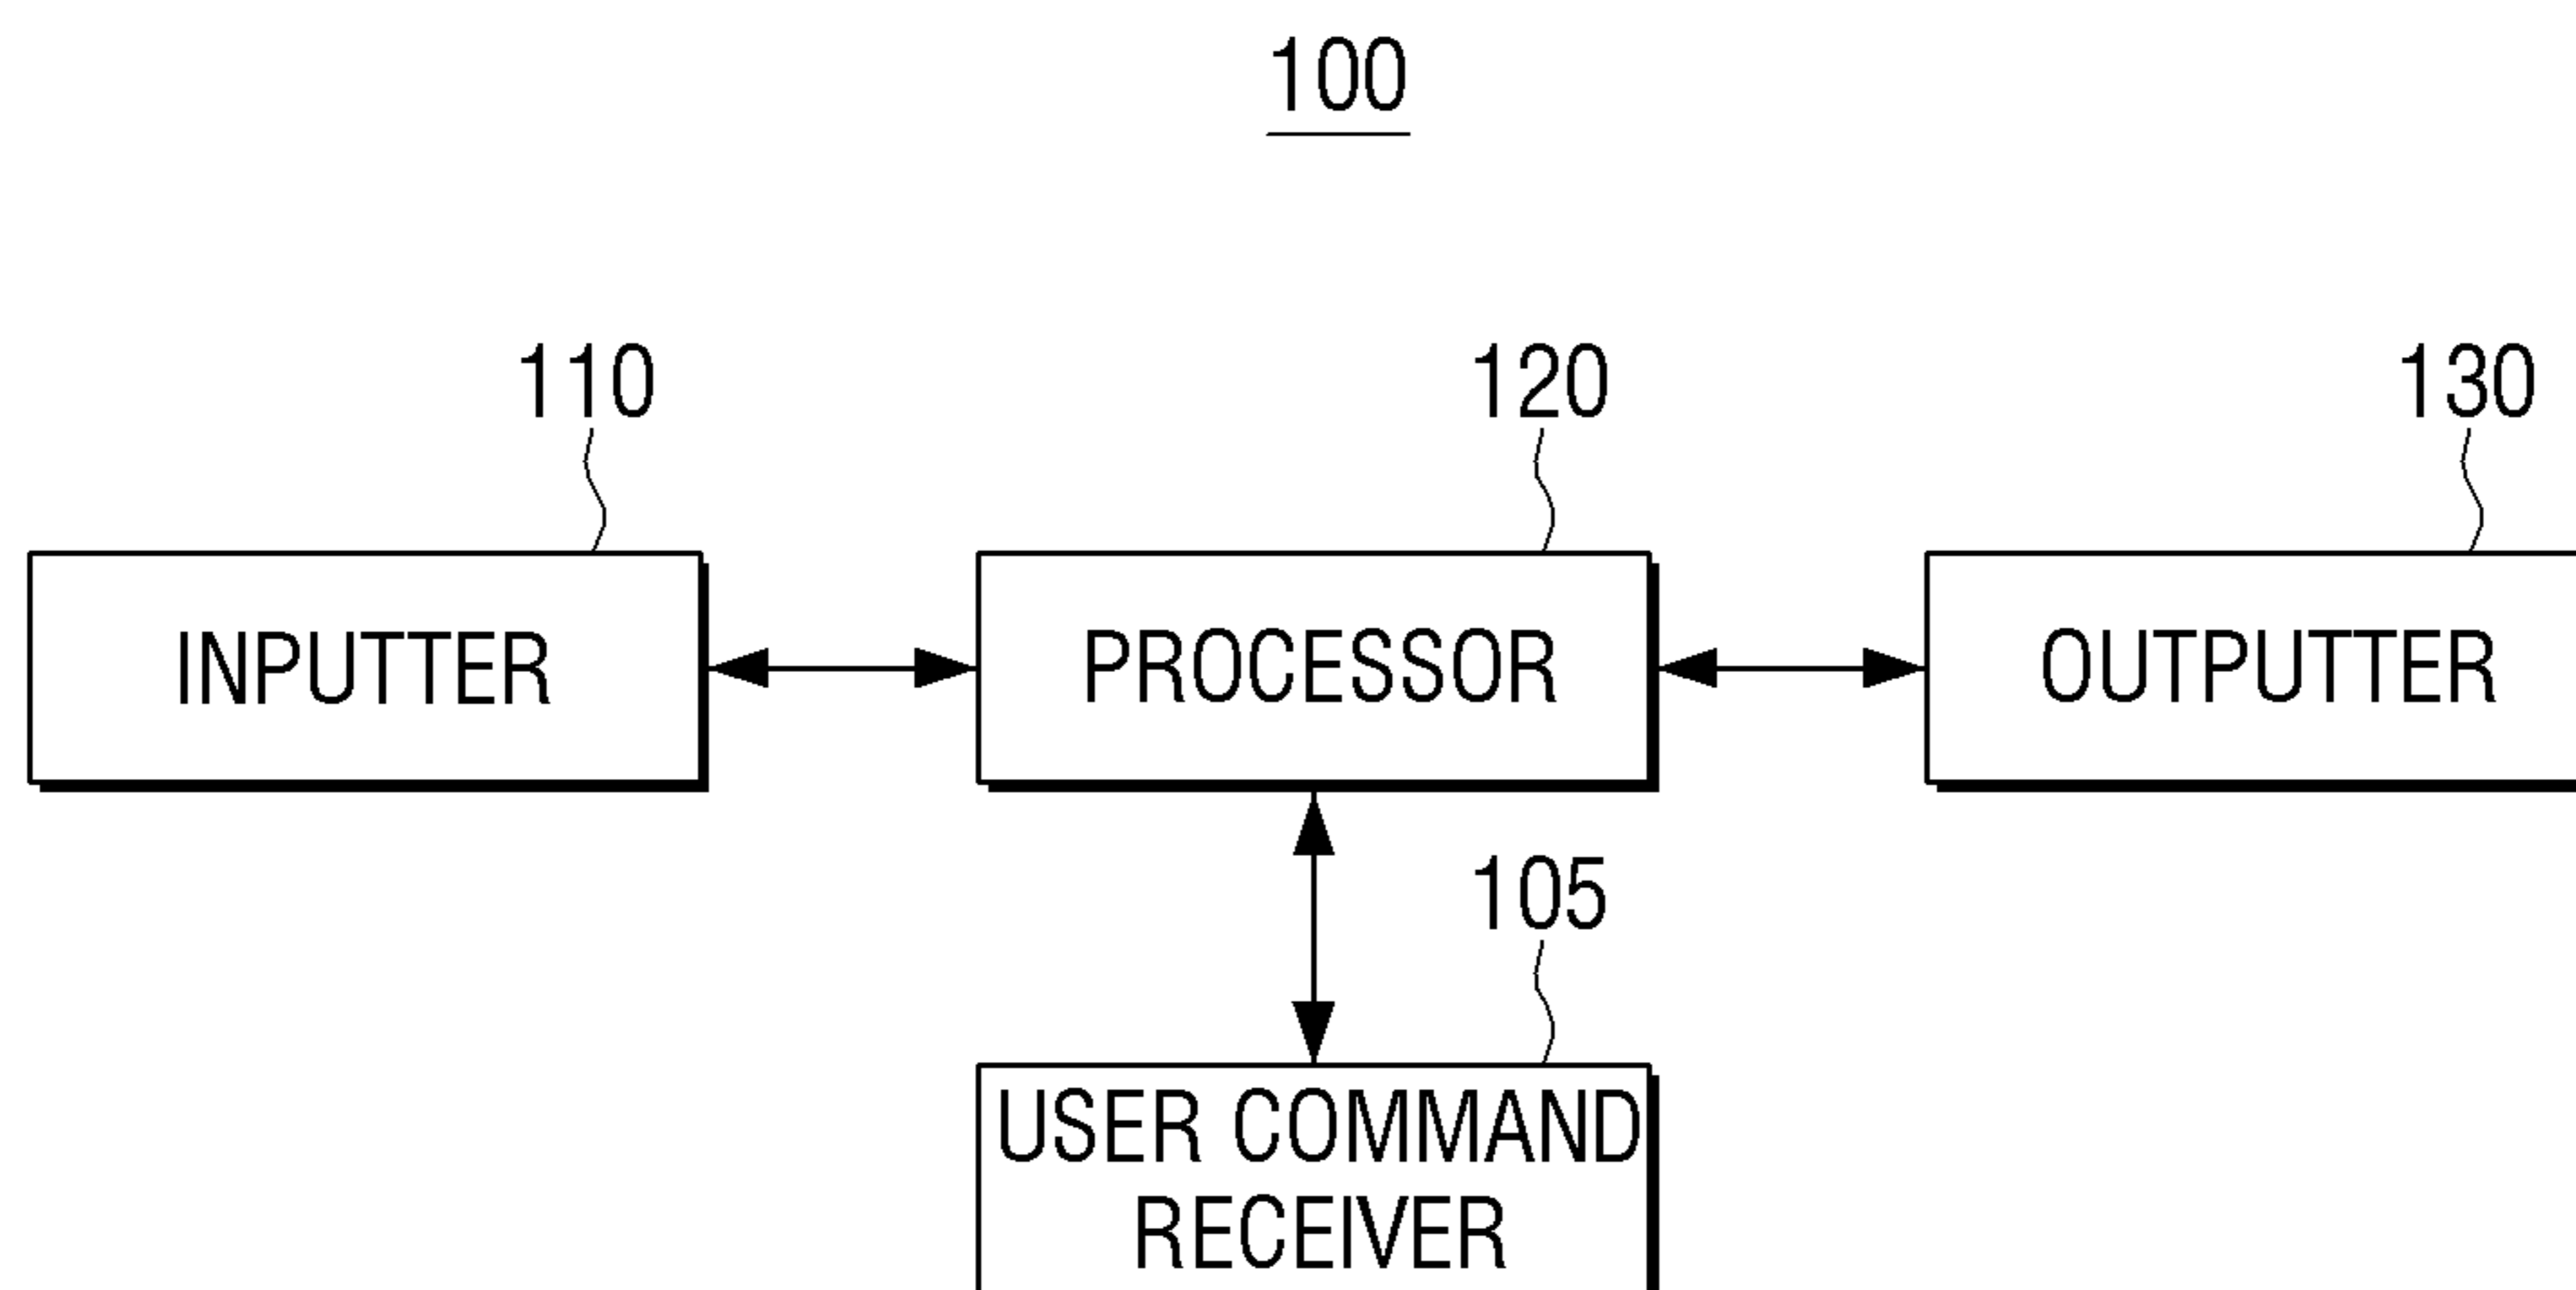 100
110
120
130
INPUTTER
PROCESSOR
OUTPUTTER
105
USER COMMAND
RECEIVER